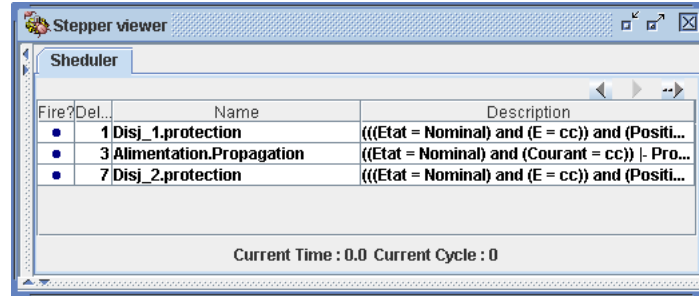 Stepper viewer
Sheduler
Fire? Del... Name Description
1 Disj_1.protection (((Etat = Nominal) and (E = cc)) and (Positi...
3 Alimentation.Propagation ((Etat = Nominal) and (Courant = cc)) |- Pro...
7 Disj_2.protection (((Etat = Nominal) and (E = cc)) and (Positi...
Current Time : 0.0 Current Cycle : 0